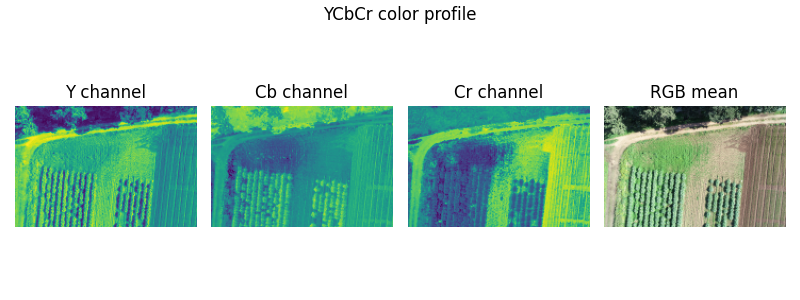 YCbCr color profile
Y channel
Cb channel
Cr channel
RGB mean